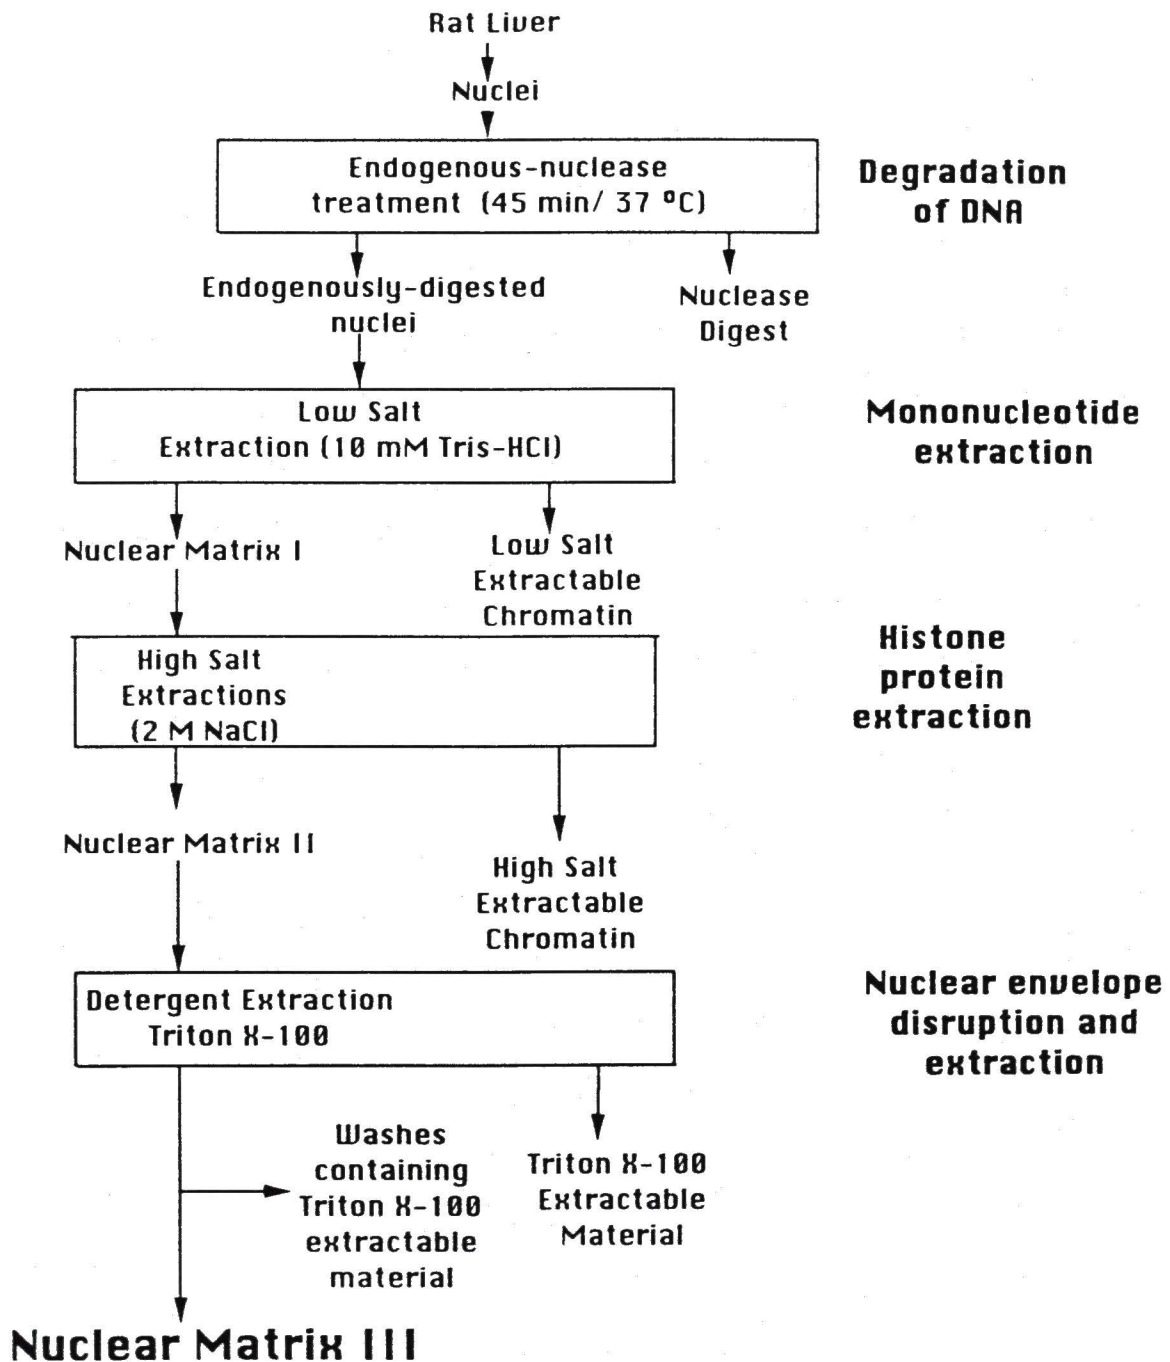 Rat Liver
Nuclei
Endogenous-nuclease
treatment (45 min/ 37 ºC)
Degradation
of DNA
Endogenously-digested
nuclei
Nuclease
Digest
Low Salt
Extraction (10 mM Tris-HCl)
Mononucleotide
extraction
Nuclear Matrix I
Low Salt
Extractable
Chromatin
High Salt
Extractions
(2 M NaCl)
Histone
protein
extraction
Nuclear Matrix II
High Salt
Extractable
Chromatin
Detergent Extraction
Triton X-100
Nuclear envelope
disruption and
extraction
Washes
containing
Triton X-100
extractable
material
Triton X-100
Extractable
Material
Nuclear Matrix III